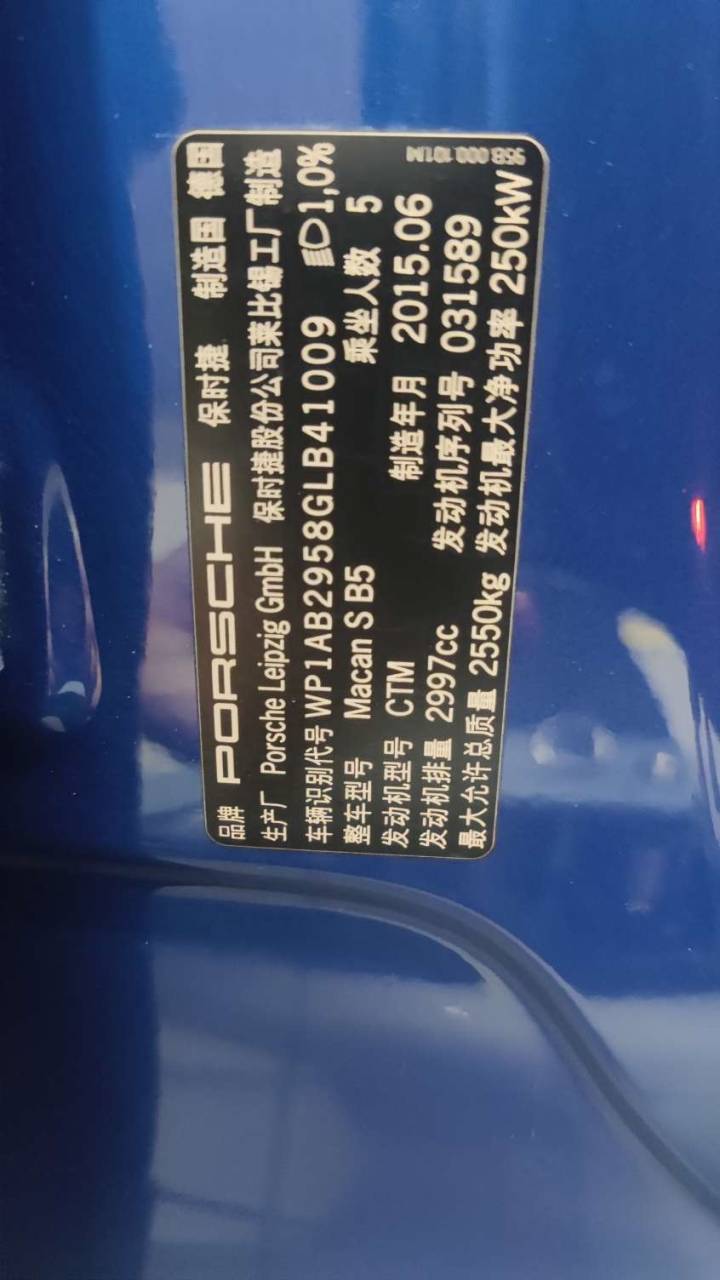 95B.000.101.M
品牌 PORSCHE 保时捷 制造国 德国
生产厂 Porsche Leipzig GmbH 保时捷股份公司莱比锡工厂制造
车辆识别代号 WP1AB2958GLB41009 1,0%
整车型号 Macan S B5 乘坐人数 5
发动机型号 CTM 制造年月 2015.06
发动机排量 2997cc 发动机序列号 031589
最大允许总质量 2550kg 发动机最大净功率 250kW